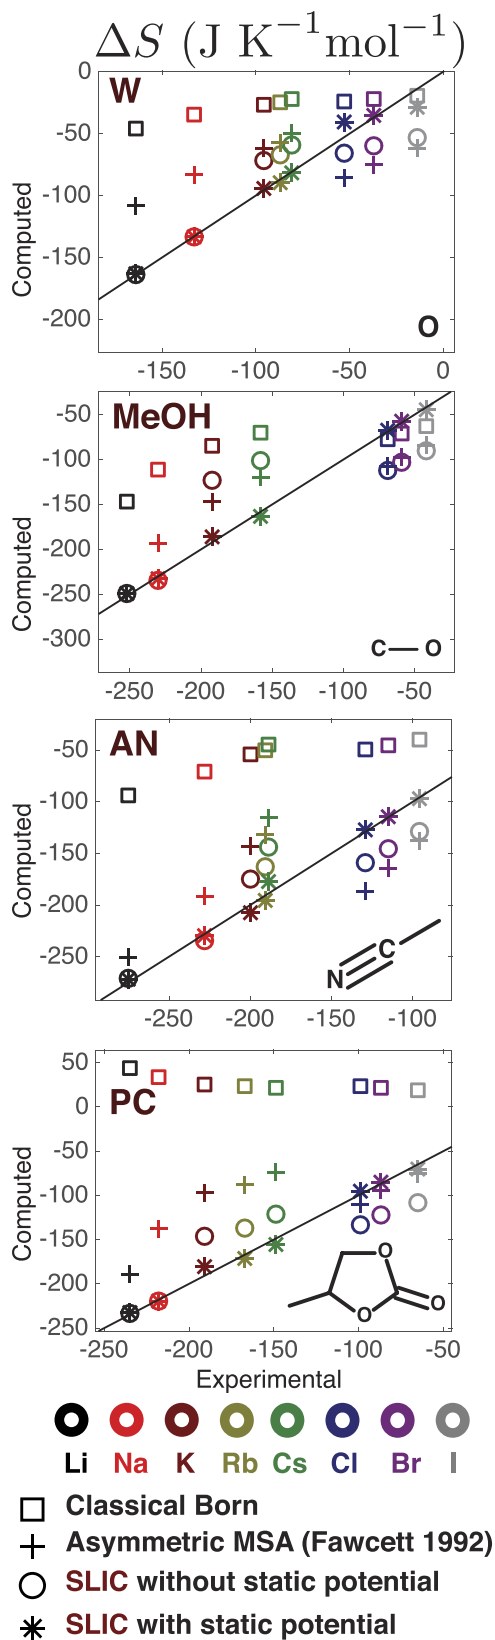 ΔS (J K⁻¹mol⁻¹)
W
0
-50
-100
-150
-200
Computed
O
-150 -100 -50 0
MeOH
-50
-100
-150
-200
-250
-300
Computed
C — O
-250 -200 -150 -100 -50
AN
-50
-100
-150
-200
-250
Computed
N C
-250 -200 -150 -100
PC
50
0
-50
-100
-150
-200
-250
Computed
O
O
O
-250 -200 -150 -100 -50
Experimental
Li Na K Rb Cs Cl Br I
Classical Born
Asymmetric MSA (Fawcett 1992)
SLIC without static potential
SLIC with static potential